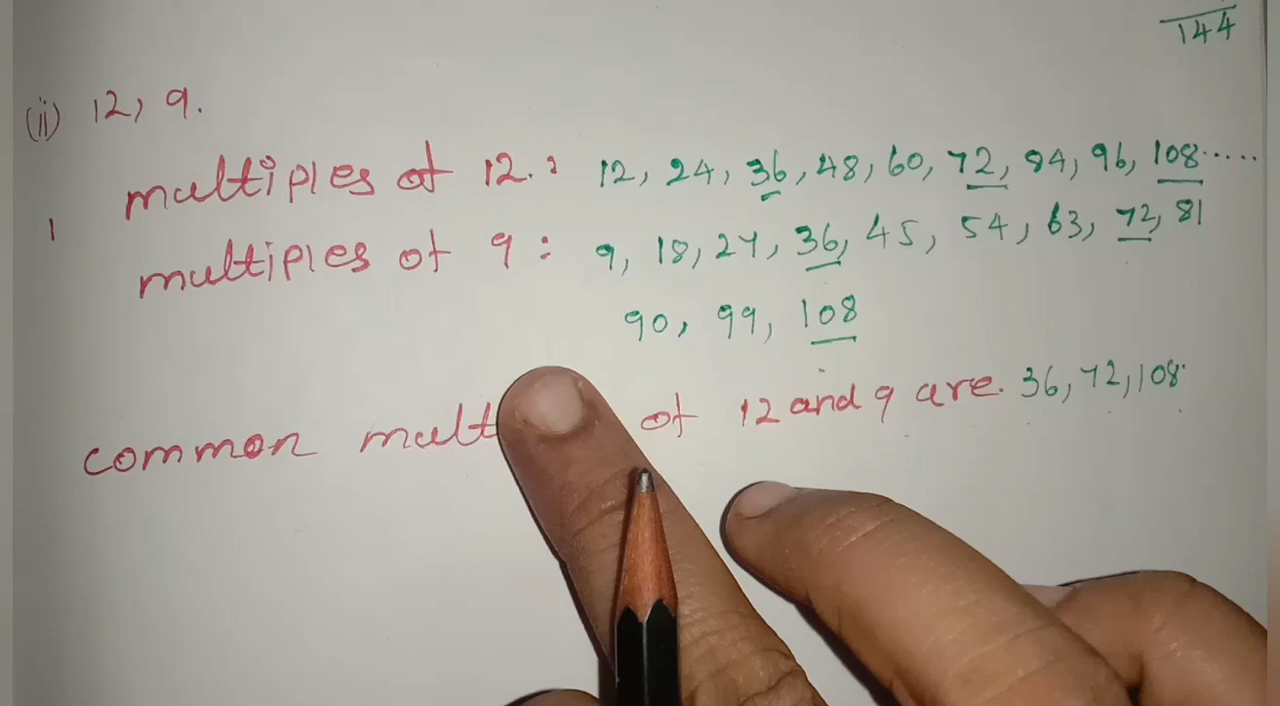 144
(ii) 12, 9.
multiples of 12 : 12, 24, 36, 48, 60, 72, 84, 96, 108.....
1
multiples of 9 : 9, 18, 27, 36, 45, 54, 63, 72, 81
90, 99, 108
common mult of 12 and 9 are. 36, 72, 108.